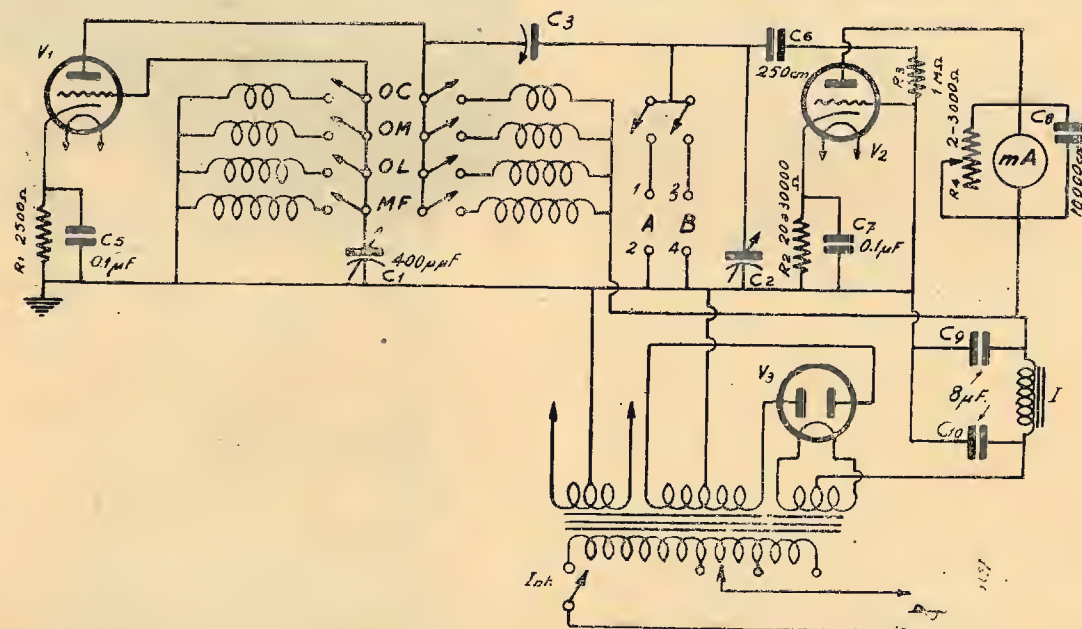 V1
C3
C6
250cm
R3
1MΩ
V2
OC
OM
OL
MF
R1 2500Ω
C5
0.1µF
400µµF
C1
1
3
A
B
2
4
C2
R2 20 a 30000
Ω
C7
0.1µF
R4
2-3000Ω
mA
C8
10000cm
V3
C9
8µF
C10
I
Int.